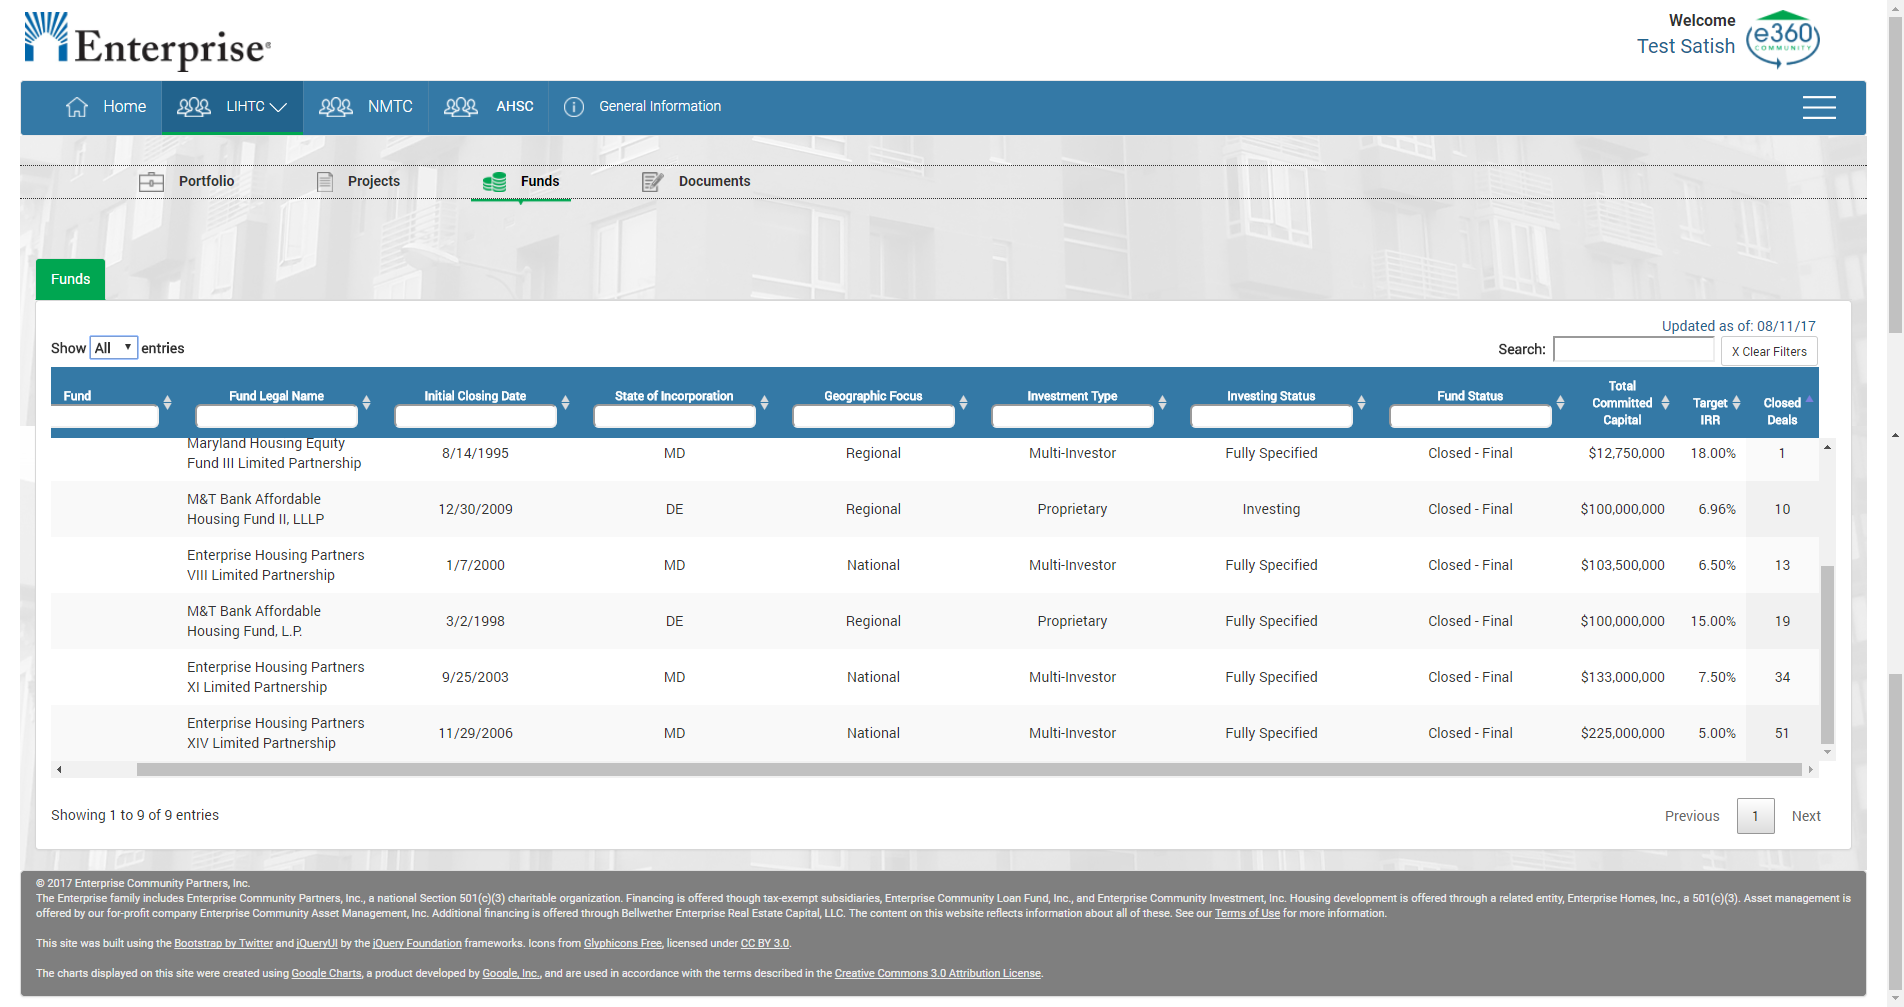 Enterprise®
Welcome
Test Satish
e360
COMMUNITY
Home
LIHTC
NMTC
AHSC
General Information
Portfolio
Projects
Funds
Documents
Funds
Updated as of: 08/11/17
Show All entries
Search:
X Clear Filters
Fund
Fund Legal Name
Initial Closing Date
State of Incorporation
Geographic Focus
Investment Type
Investing Status
Fund Status
Total
Committed
Capital
Target
IRR
Closed
Deals
Maryland Housing Equity
Fund III Limited Partnership
8/14/1995 MD Regional Multi-Investor Fully Specified Closed - Final $12,750,000 18.00% 1
M&T Bank Affordable
Housing Fund II, LLLP
12/30/2009 DE Regional Proprietary Investing Closed - Final $100,000,000 6.96% 10
Enterprise Housing Partners
VIII Limited Partnership
1/7/2000 MD National Multi-Investor Fully Specified Closed - Final $103,500,000 6.50% 13
M&T Bank Affordable
Housing Fund, L.P.
3/2/1998 DE Regional Proprietary Fully Specified Closed - Final $100,000,000 15.00% 19
Enterprise Housing Partners
XI Limited Partnership
9/25/2003 MD National Multi-Investor Fully Specified Closed - Final $133,000,000 7.50% 34
Enterprise Housing Partners
XIV Limited Partnership
11/29/2006 MD National Multi-Investor Fully Specified Closed - Final $225,000,000 5.00% 51
Showing 1 to 9 of 9 entries
Previous 1 Next
© 2017 Enterprise Community Partners, Inc.
The Enterprise family includes Enterprise Community Partners, Inc., a national Section 501(c)(3) charitable organization. Financing is offered though tax-exempt subsidiaries, Enterprise Community Loan Fund, Inc., and Enterprise Community Investment, Inc. Housing development is offered through a related entity, Enterprise Homes, Inc., a 501(c)(3). Asset management is
offered by our for-profit company Enterprise Community Asset Management, Inc. Additional financing is offered through Bellwether Enterprise Real Estate Capital, LLC. The content on this website reflects information about all of these. See our Terms of Use for more information.
This site was built using the Bootstrap by Twitter and jQueryUI by the jQuery Foundation frameworks. Icons from Glyphicons Free, licensed under CC BY 3.0.
The charts displayed on this site were created using Google Charts, a product developed by Google, Inc., and are used in accordance with the terms described in the Creative Commons 3.0 Attribution License.